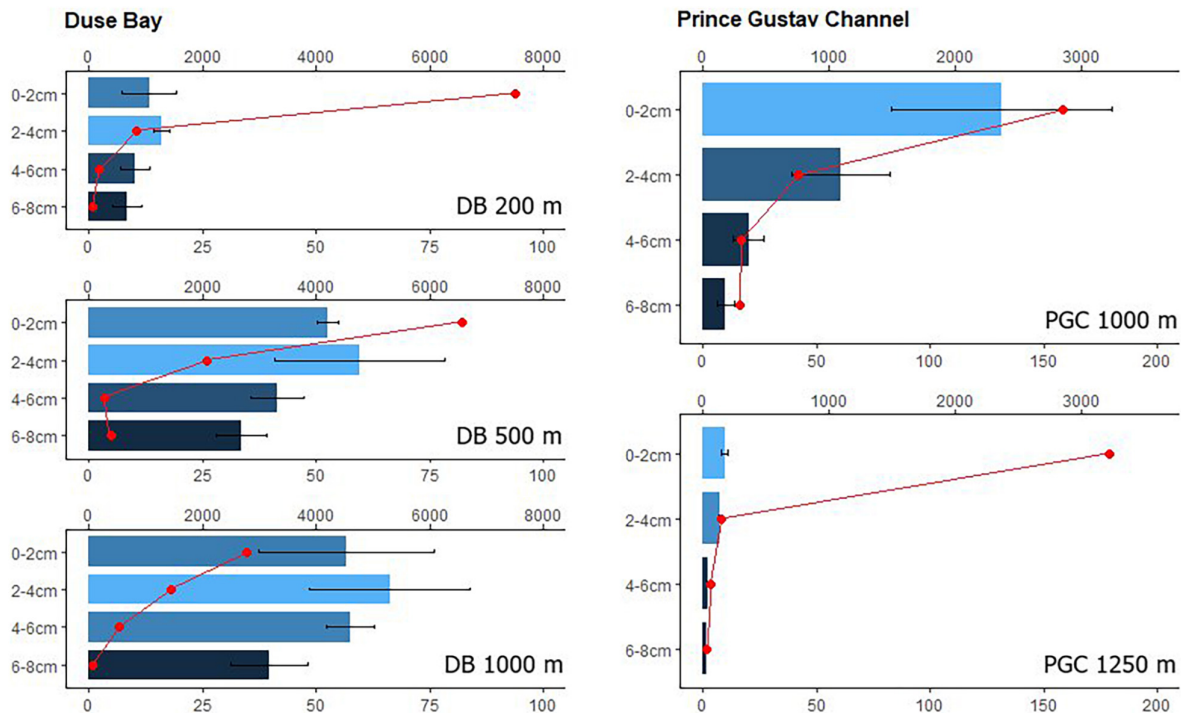 Duse Bay
0 2000 4000 6000 8000
0-2cm
2-4cm
4-6cm
6-8cm
DB 200 m
0 25 50 75 100
0 2000 4000 6000 8000
0-2cm
2-4cm
4-6cm
6-8cm
DB 500 m
0 25 50 75 100
0 2000 4000 6000 8000
0-2cm
2-4cm
4-6cm
6-8cm
DB 1000 m
0 25 50 75 100
Prince Gustav Channel
0 1000 2000 3000
0-2cm
2-4cm
4-6cm
6-8cm
PGC 1000 m
0 50 100 150 200
0 1000 2000 3000
0-2cm
2-4cm
4-6cm
6-8cm
PGC 1250 m
0 50 100 150 200